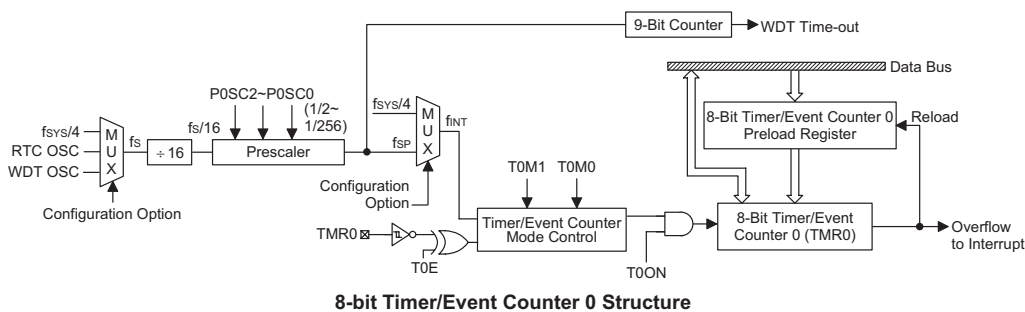 9-Bit Counter
WDT Time-out
Data Bus
P0SC2~P0SC0
(1/2~
1/256)
fSYS/4
M
U
X
fINT
fSP
8-Bit Timer/Event Counter 0
Preload Register
Reload
fSYS/4
RTC OSC
WDT OSC
M
U
X
fS
÷ 16
fS/16
Prescaler
Configuration Option
Configuration
Option
T0M1
T0M0
TMR0
T0E
Timer/Event Counter
Mode Control
T0ON
8-Bit Timer/Event
Counter 0 (TMR0)
Overflow
to Interrupt
8-bit Timer/Event Counter 0 Structure